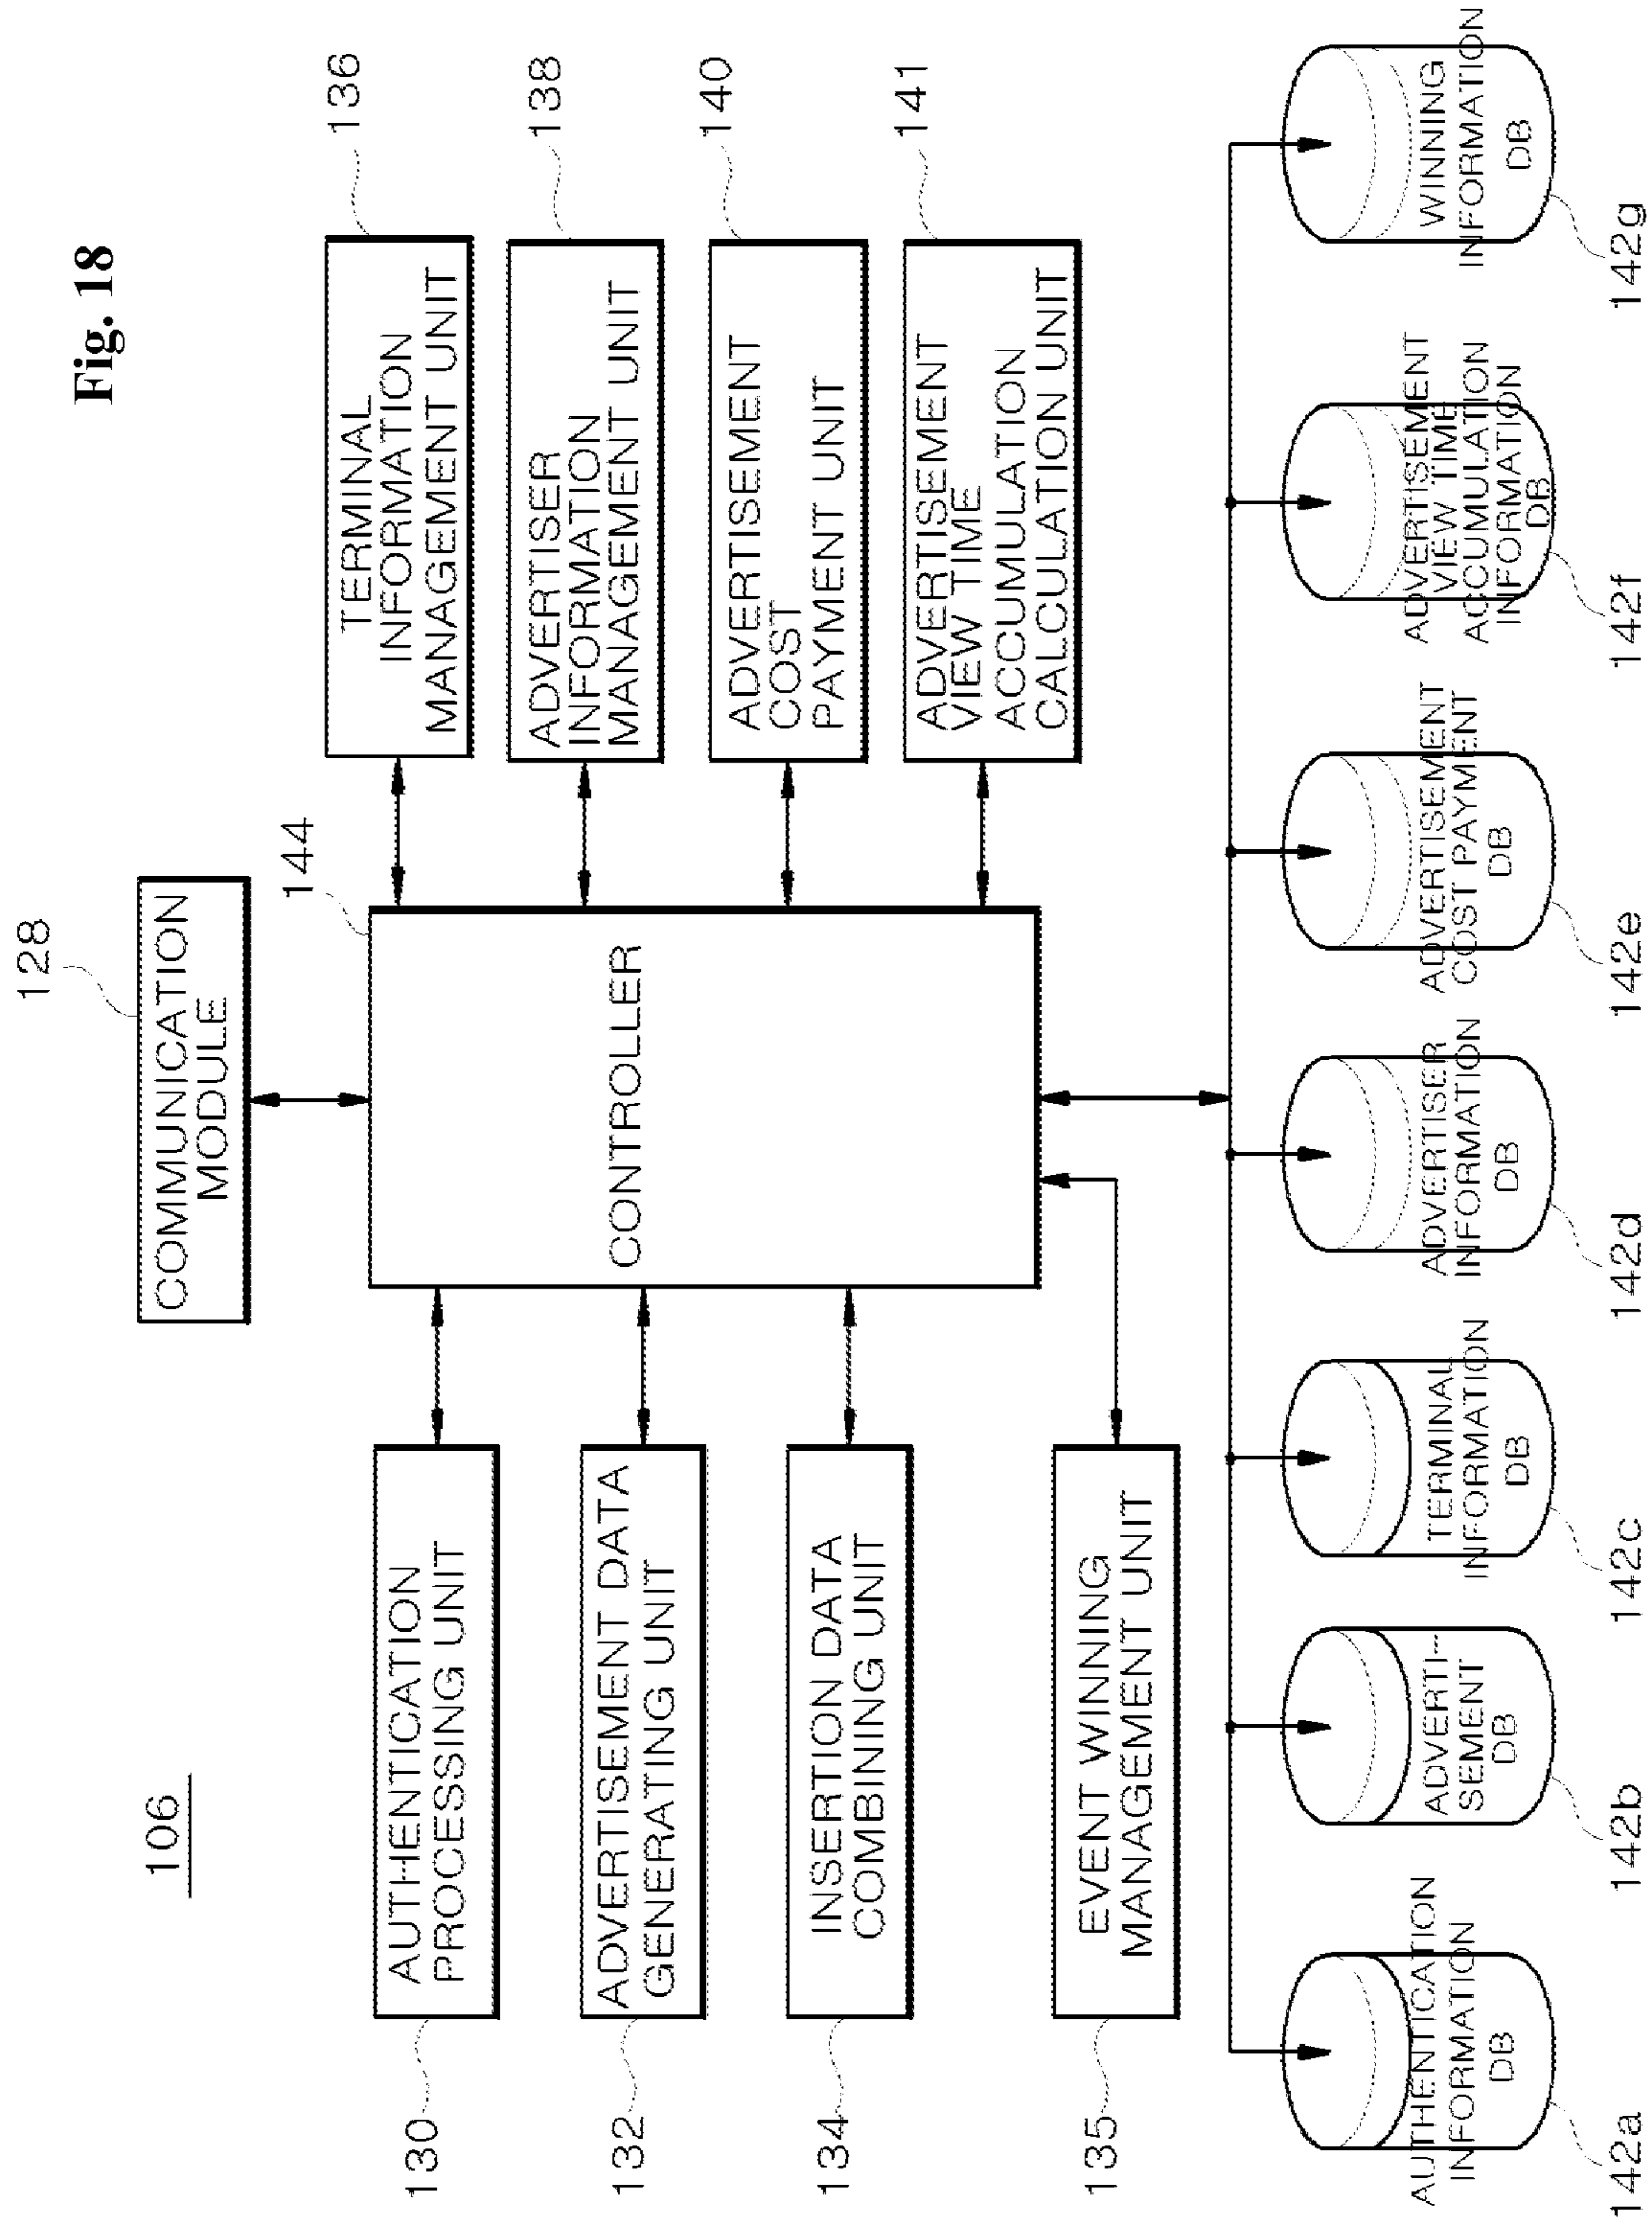 Fig. 18
106
128
COMMUNICATION
MODULE
144
CONTROLLER
130
AUTHENTICATION
PROCESSING UNIT
132
ADVERTISEMENT DATA
GENERATING UNIT
134
INSERTION DATA
COMBINING UNIT
135
EVENT WINNING
MANAGEMENT UNIT
136
TERMINAL
INFORMATION
MANAGEMENT UNIT
138
ADVERTISER
INFORMATION
MANAGEMENT UNIT
140
ADVERTISEMENT
COST
PAYMENT UNIT
141
ADVERTISEMENT
VIEW TIME
ACCUMULATION
CALCULATION UNIT
AUTHENTICATION
INFORMATION
DB
142a
ADVERTI-
SEMENT
DB
142b
TERMINAL
INFORMATION
DB
142c
ADVERTISER
INFORMATION
DB
142d
ADVERTISEMENT
COST PAYMENT
DB
142e
ADVERTISEMENT
VIEW TIME
ACCUMULATION
INFORMATION
DB
142f
WINNING
INFORMATION
DB
142g